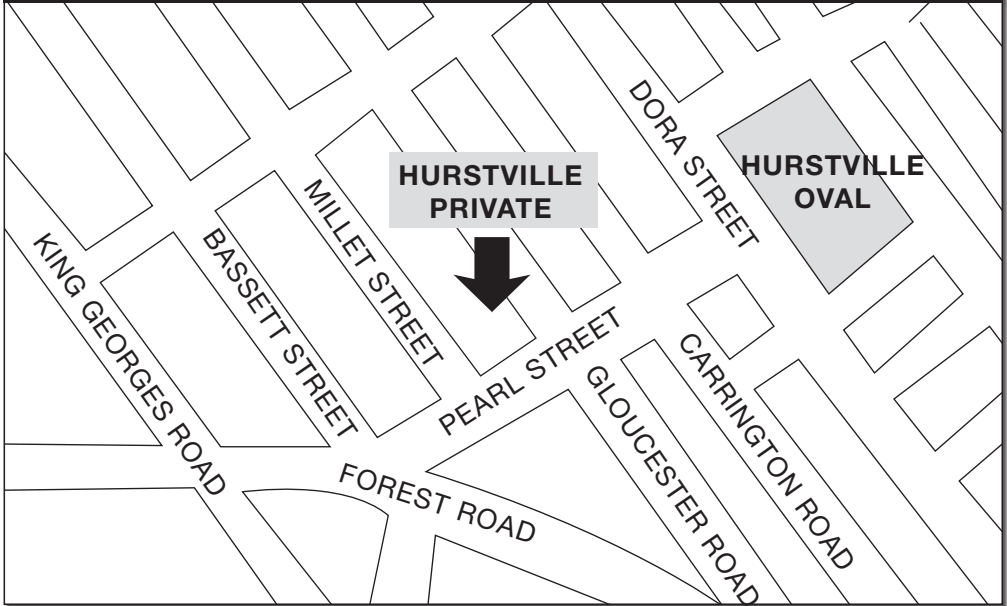 DORA STREET
HURSTVILLE
OVAL
HURSTVILLE
PRIVATE
MILLET STREET
BASSETT STREET
KING GEORGES ROAD
PEARL STREET
CARRINGTON ROAD
GLOUCESTER ROAD
FOREST ROAD